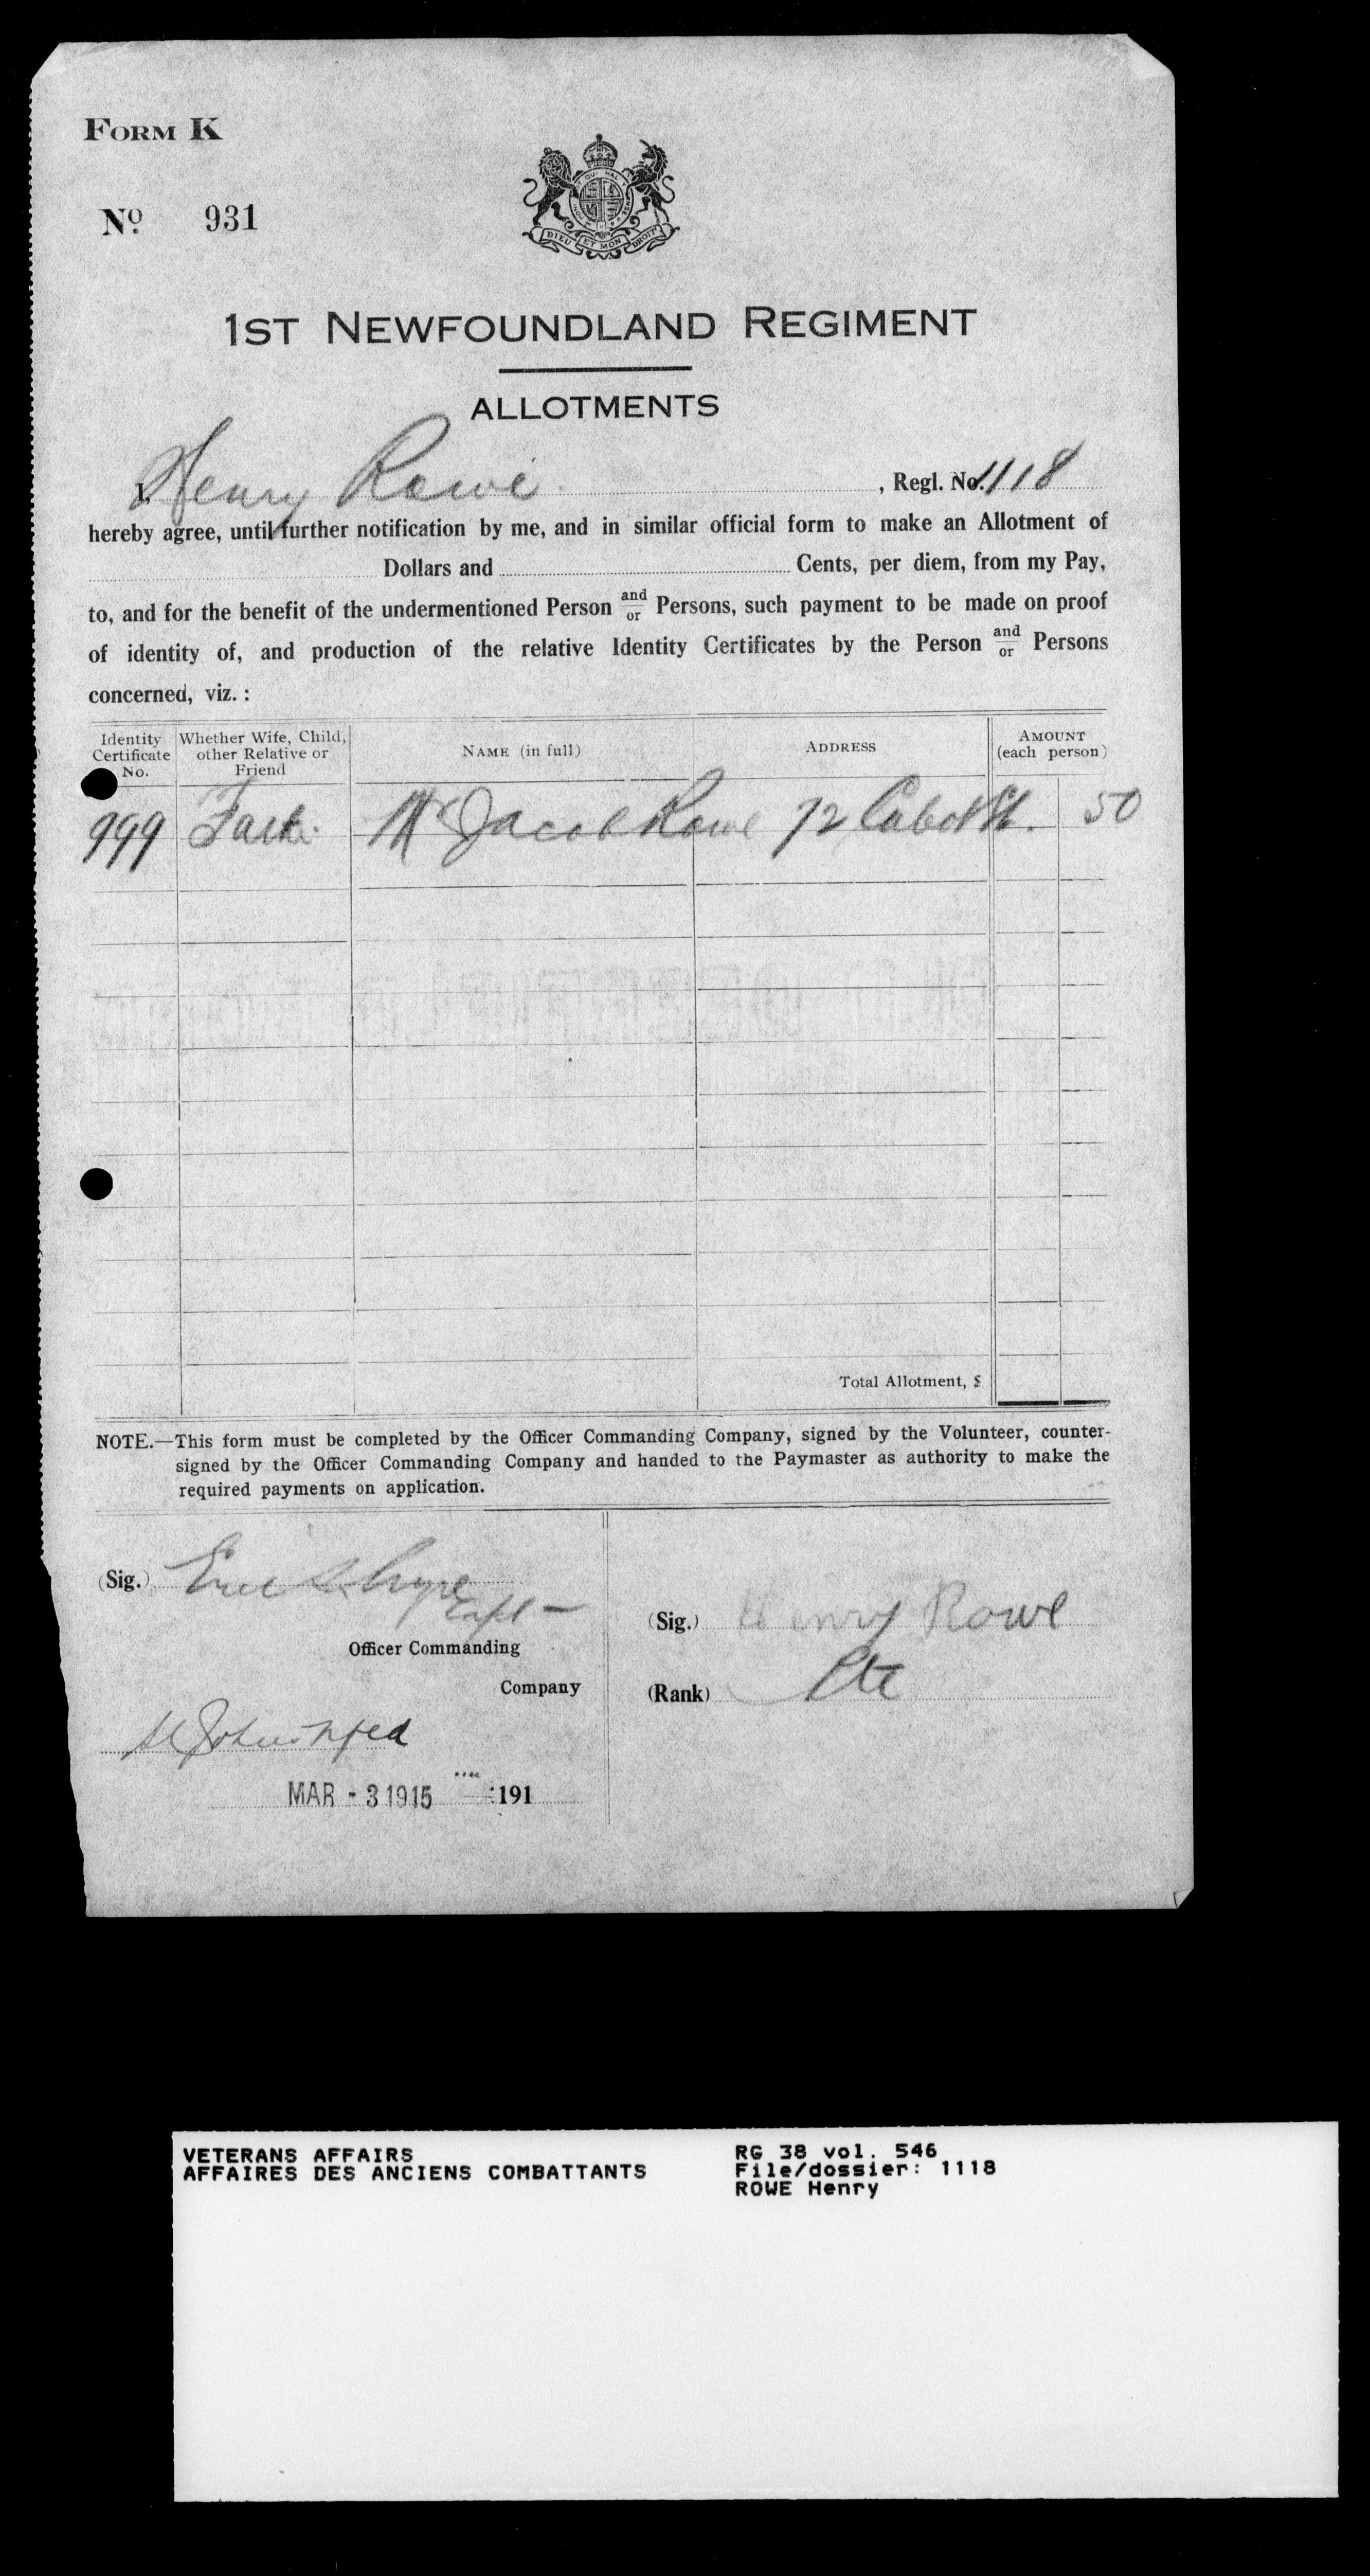 FORM K
No. 931
DIEU ET MON DROIT
1ST NEWFOUNDLAND REGIMENT
ALLOTMENTS
I, Henry Rowe , Regl. No. 1118
hereby agree, until further notification by me, and in similar official form to make an Allotment of
Dollars and Cents, per diem, from my Pay,
to, and for the benefit of the undermentioned Person and/or Persons, such payment to be made on proof
of identity of, and production of the relative Identity Certificates by the Person and/or Persons
concerned, viz. :
Identity Certificate No. Whether Wife, Child, other Relative or Friend NAME (in full) ADDRESS AMOUNT (each person)
999 Fath. Mr Jacob Rowe 72 Cabot St. 50
Total Allotment, $
NOTE.—This form must be completed by the Officer Commanding Company, signed by the Volunteer, counter-
signed by the Officer Commanding Company and handed to the Paymaster as authority to make the
required payments on application.
(Sig.) Eric S. Ayre
Capt —
Officer Commanding
Company
(Sig.) Henry Rowe
(Rank) Pte
St Johns Nfld
MAR - 3 1915 191
VETERANS AFFAIRS
AFFAIRES DES ANCIENS COMBATTANTS
RG 38 vol. 546
File/dossier: 1118
ROWE Henry